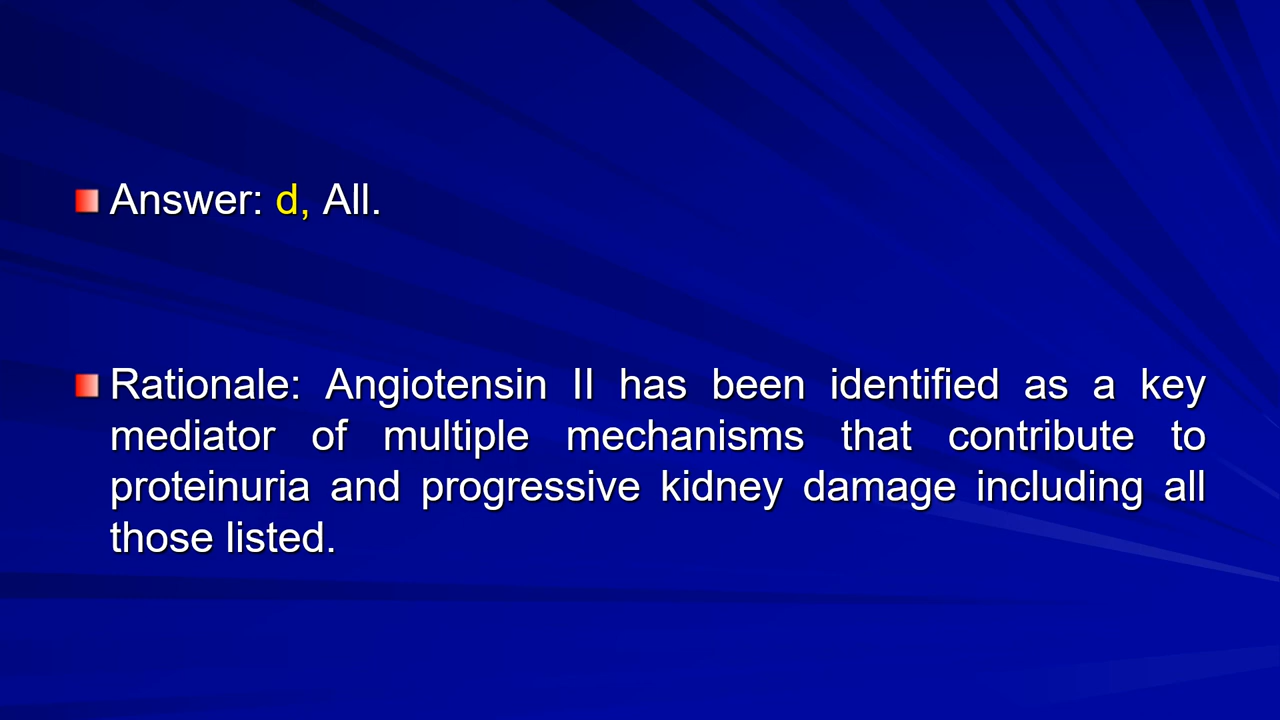 Answer: d, All.
Rationale: Angiotensin II has been identified as a key
mediator of multiple mechanisms that contribute to
proteinuria and progressive kidney damage including all
those listed.